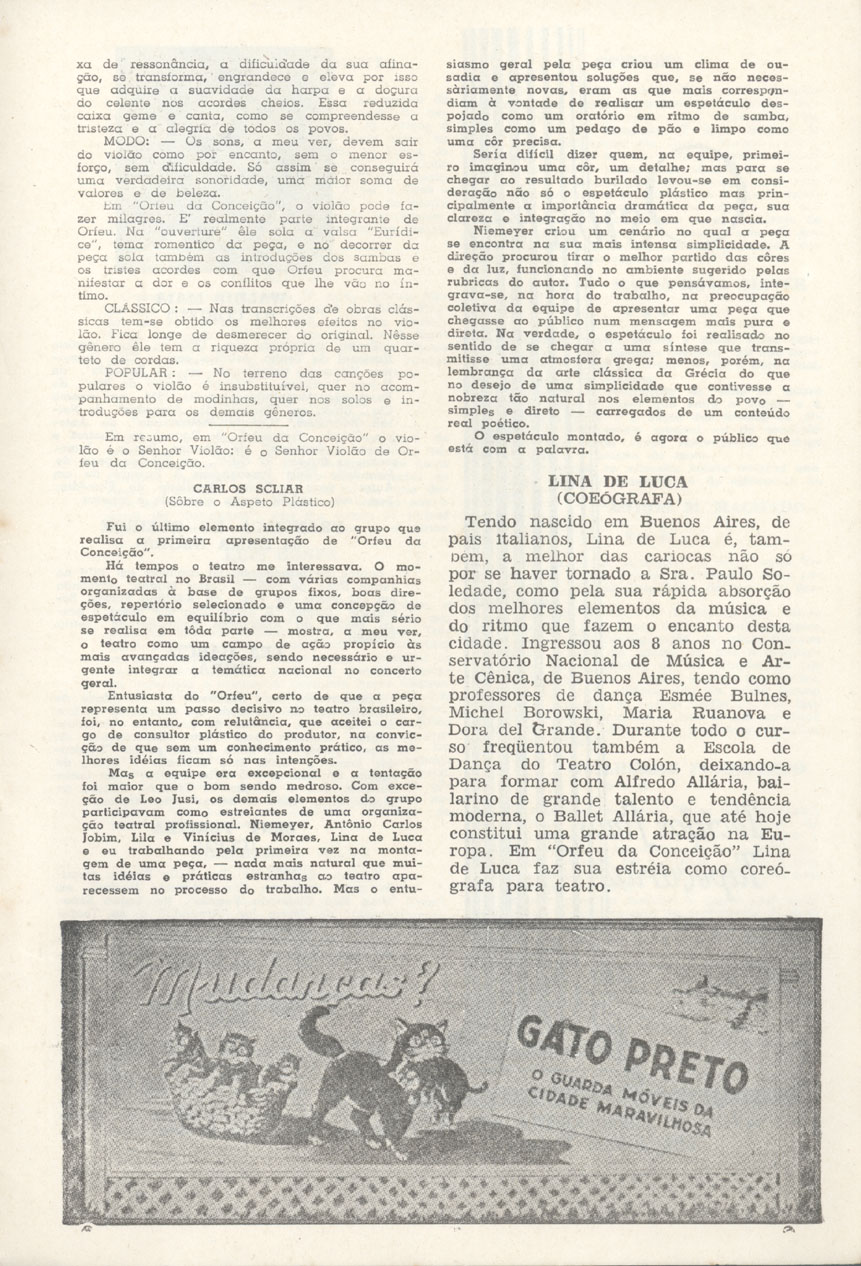 xa de ressonância, a dificuldade da sua afina-
ção, se transforma, engrandece e eleva por isso
que adquire a suavidade da harpa e a doçura
do celente nos acordes cheios. Essa reduzida
caixa geme e canta, como se compreendesse a
tristeza e a alegria de todos os povos.
MODO: — Os sons, a meu ver, devem sair
do violão como por encanto, sem o menor es-
forço, sem dificuldade. Só assim se conseguirá
uma verdadeira sonoridade, uma maior soma de
valores e de beleza.
Em "Orfeu da Conceição", o violão pode fa-
zer milagres. E' realmente parte integrante de
Orfeu. Na "ouverture" êle sola a valsa "Eurídi-
ce", tema romentico da peça, e no decorrer da
peça sola também as introduções dos sambas e
os tristes acordes com que Orfeu procura ma-
nifestar a dor e os conflitos que lhe vão no ín-
timo.
CLÁSSICO: — Nas transcrições de obras clás-
sicas tem-se obtido os melhores efeitos no vio-
lão. Fica longe de desmerecer do original. Nêsse
gênero êle tem a riqueza própria de um quar-
teto de cordas.
POPULAR: — No terreno das canções po-
pulares o violão é insubstituível, quer no acom-
panhamento de modinhas, quer nos solos e in-
troduções para os demais gêneros.
Em resumo, em "Orfeu da Conceição" o vio-
lão é o Senhor Violão: é o Senhor Violão de Or-
feu da Conceição.
CARLOS SCLIAR
(Sôbre o Aspeto Plástico)
Fui o último elemento integrado ao grupo que
realisa a primeira apresentação de "Orfeu da
Conceição".
Há tempos o teatro me interessava. O mo-
mento teatral no Brasil — com várias companhias
organizadas à base de grupos fixos, boas dire-
ções, repertório selecionado e uma concepção de
espetáculo em equilíbrio com o que mais sério
se realisa em tôda parte — mostra, a meu ver,
o teatro como um campo de ação propício às
mais avançadas ideações, sendo necessário e ur-
gente integrar a temática nacional no concerto
geral.
Entusiasta do "Orfeu", certo de que a peça
representa um passo decisivo no teatro brasileiro,
foi, no entanto, com relutância, que aceitei o car-
go de consultor plástico do produtor, na convic-
ção de que sem um conhecimento prático, as me-
lhores idéias ficam só nas intenções.
Mas a equipe era excepcional e a tentação
foi maior que o bom sendo medroso. Com exce-
ção de Leo Jusi, os demais elementos do grupo
participavam como estreiantes de uma organiza-
ção teatral profissional. Niemeyer, Antônio Carlos
Jobim, Lila e Vinícius de Moraes, Lina de Luca
e eu trabalhando pela primeira vez na monta-
gem de uma peça, — nada mais natural que mui-
tas idéias e práticas estranhas ao teatro apa-
recessem no processo do trabalho. Mas o entu-
siasmo geral pela peça criou um clima de ou-
sadia e apresentou soluções que, se não neces-
sàriamente novas, eram as que mais correspon-
diam à vontade de realisar um espetáculo des-
pojado como um oratório em ritmo de samba,
simples como um pedaço de pão e limpo como
uma côr precisa.
Seria difícil dizer quem, na equipe, primei-
ro imaginou uma côr, um detalhe; mas para se
chegar ao resultado burilado levou-se em consi-
deração não só o espetáculo plástico mas prin-
cipalmente a importância dramática da peça, sua
clareza e integração no meio em que nascia.
Niemeyer criou um cenário no qual a peça
se encontra na sua mais intensa simplicidade. A
direção procurou tirar o melhor partido das côres
e da luz, funcionando no ambiente sugerido pelas
rubricas do autor. Tudo o que pensávamos, inte-
grava-se, na hora do trabalho, na preocupação
coletiva da equipe de apresentar uma peça que
chegasse ao público num mensagem mais pura e
direta. Na verdade, o espetáculo foi realisado no
sentido de se chegar a uma síntese que trans-
mitisse uma atmosfera grega; menos, porém, na
lembrança da arte clássica da Grécia do que
no desejo de uma simplicidade que contivesse a
nobreza tão natural nos elementos do povo —
simples e direto — carregados de um conteúdo
real poético.
O espetáculo montado, é agora o público que
está com a palavra.
LINA DE LUCA
(COEÓGRAFA)
Tendo nascido em Buenos Aires, de
pais italianos, Lina de Luca é, tam-
bem, a melhor das cariocas não só
por se haver tornado a Sra. Paulo So-
ledade, como pela sua rápida absorção
dos melhores elementos da música e
do ritmo que fazem o encanto desta
cidade. Ingressou aos 8 anos no Con-
servatório Nacional de Música e Ar-
te Cênica, de Buenos Aires, tendo como
professores de dança Esmée Bulnes,
Michel Borowski, Maria Ruanova e
Dora del Grande. Durante todo o cur-
so freqüentou também a Escola de
Dança do Teatro Colón, deixando-a
para formar com Alfredo Allária, bai-
larino de grande talento e tendência
moderna, o Ballet Allária, que até hoje
constitui uma grande atração na Eu-
ropa. Em "Orfeu da Conceição" Lina
de Luca faz sua estréia como coreó-
grafa para teatro.
Mudanças?
GATO PRETO
O GUARDA MÓVEIS DA
CIDADE MARAVILHOSA